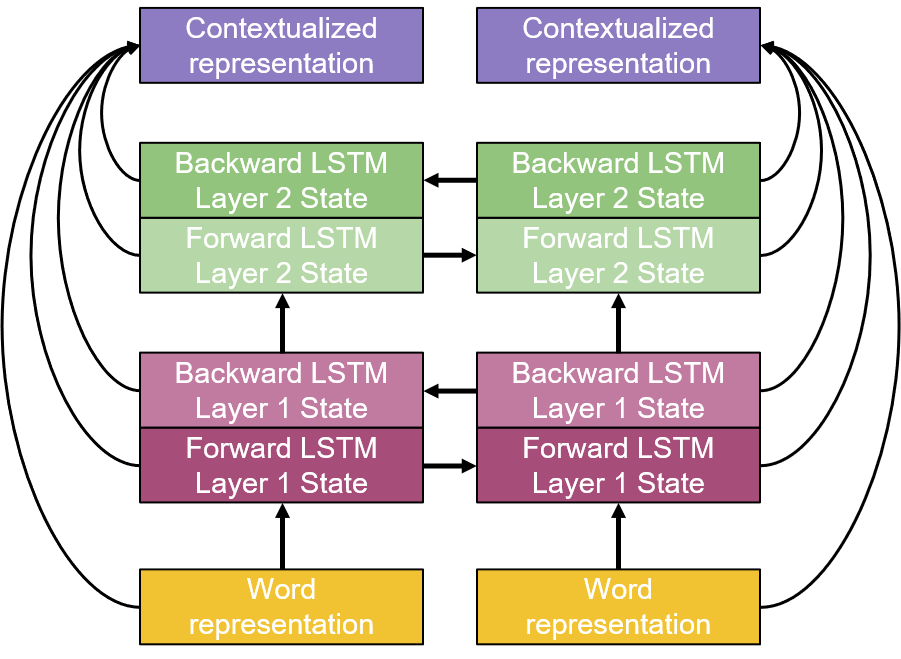 Contextualized
representation
Contextualized
representation
Backward LSTM
Layer 2 State
Backward LSTM
Layer 2 State
Forward LSTM
Layer 2 State
Forward LSTM
Layer 2 State
Backward LSTM
Layer 1 State
Backward LSTM
Layer 1 State
Forward LSTM
Layer 1 State
Forward LSTM
Layer 1 State
Word
representation
Word
representation